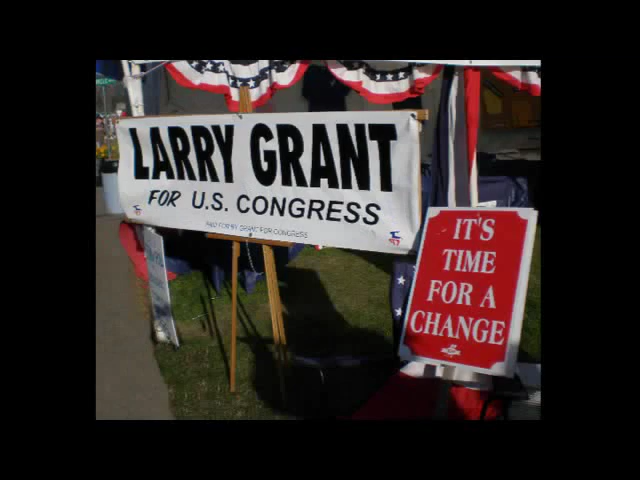 LARRY GRANT
FOR U.S. CONGRESS
PAID FOR BY GRANT FOR CONGRESS
IT'S
TIME
FOR A
CHANGE